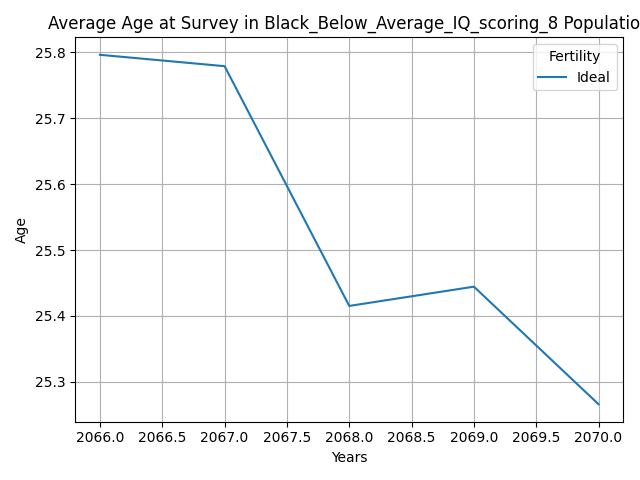 Average Age at Survey in Black_Below_Average_IQ_scoring_8 Populatio
Fertility
Ideal
25.8
25.7
25.6
25.5
25.4
25.3
Age
2066.0 2066.5 2067.0 2067.5 2068.0 2068.5 2069.0 2069.5 2070.0
Years